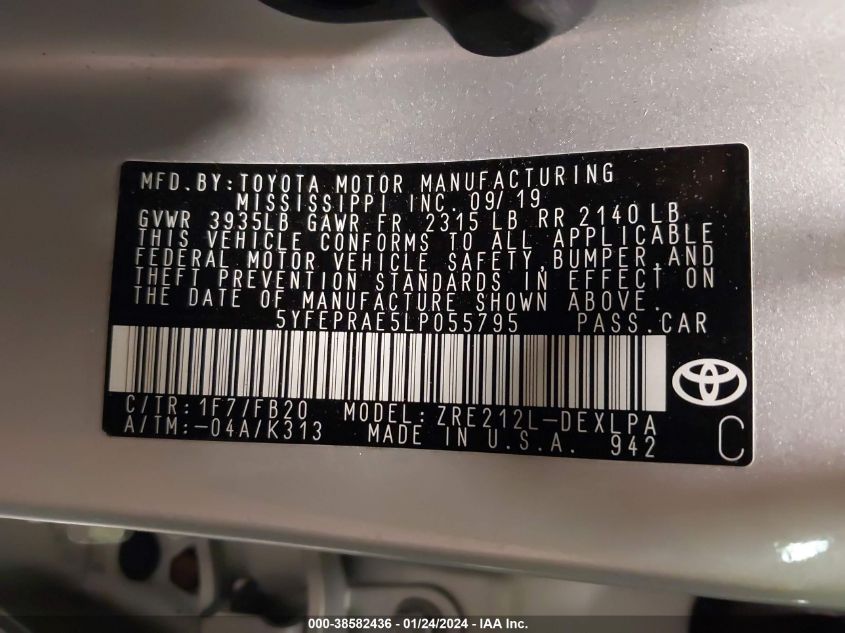 MFD.BY:TOYOTA MOTOR MANUFACTURING
MISSISSIPPI INC. 09/19
GVWR 3935LB GAWR FR 2315 LB RR 2140 LB
THIS VEHICLE CONFORMS TO ALL APPLICABLE
FEDERAL MOTOR VEHICLE SAFETY,BUMPER,AND
THEFT PREVENTION STANDARDS IN EFFECT ON
THE DATE OF MANUFACTURE SHOWN ABOVE.
5YFEPRAE5LP055795 PASS.CAR
C/TR:1F7/FB20 MODEL:ZRE212L-DEXLPA
A/TM:-04A/K313 MADE IN U.S.A. 942 C
000-38582436 - 01/24/2024 - IAA Inc.